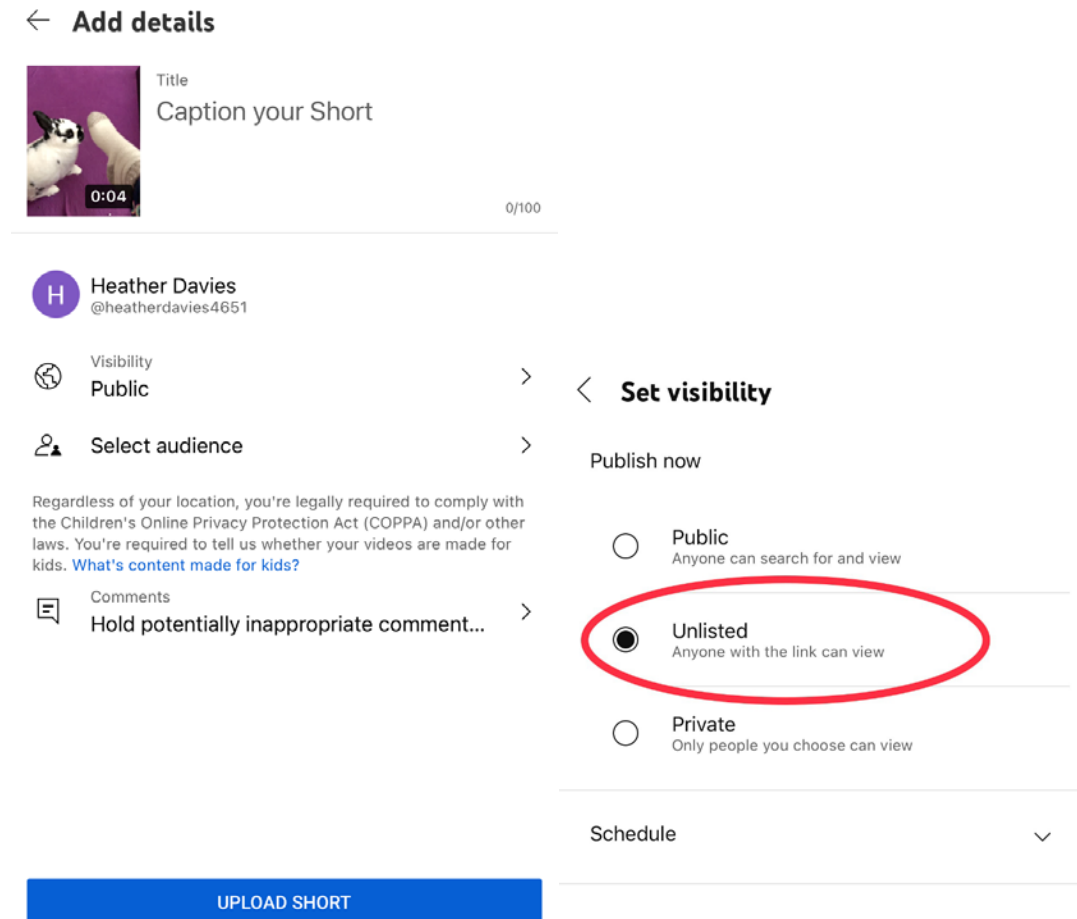 Add details
Title
Caption your Short
0:04
0/100
H
Heather Davies
@heatherdavies4651
Visibility
Public
Select audience
Regardless of your location, you're legally required to comply with
the Children's Online Privacy Protection Act (COPPA) and/or other
laws. You're required to tell us whether your videos are made for
kids. What's content made for kids?
Comments
Hold potentially inappropriate comment...
UPLOAD SHORT
Set visibility
Publish now
Public
Anyone can search for and view
Unlisted
Anyone with the link can view
Private
Only people you choose can view
Schedule